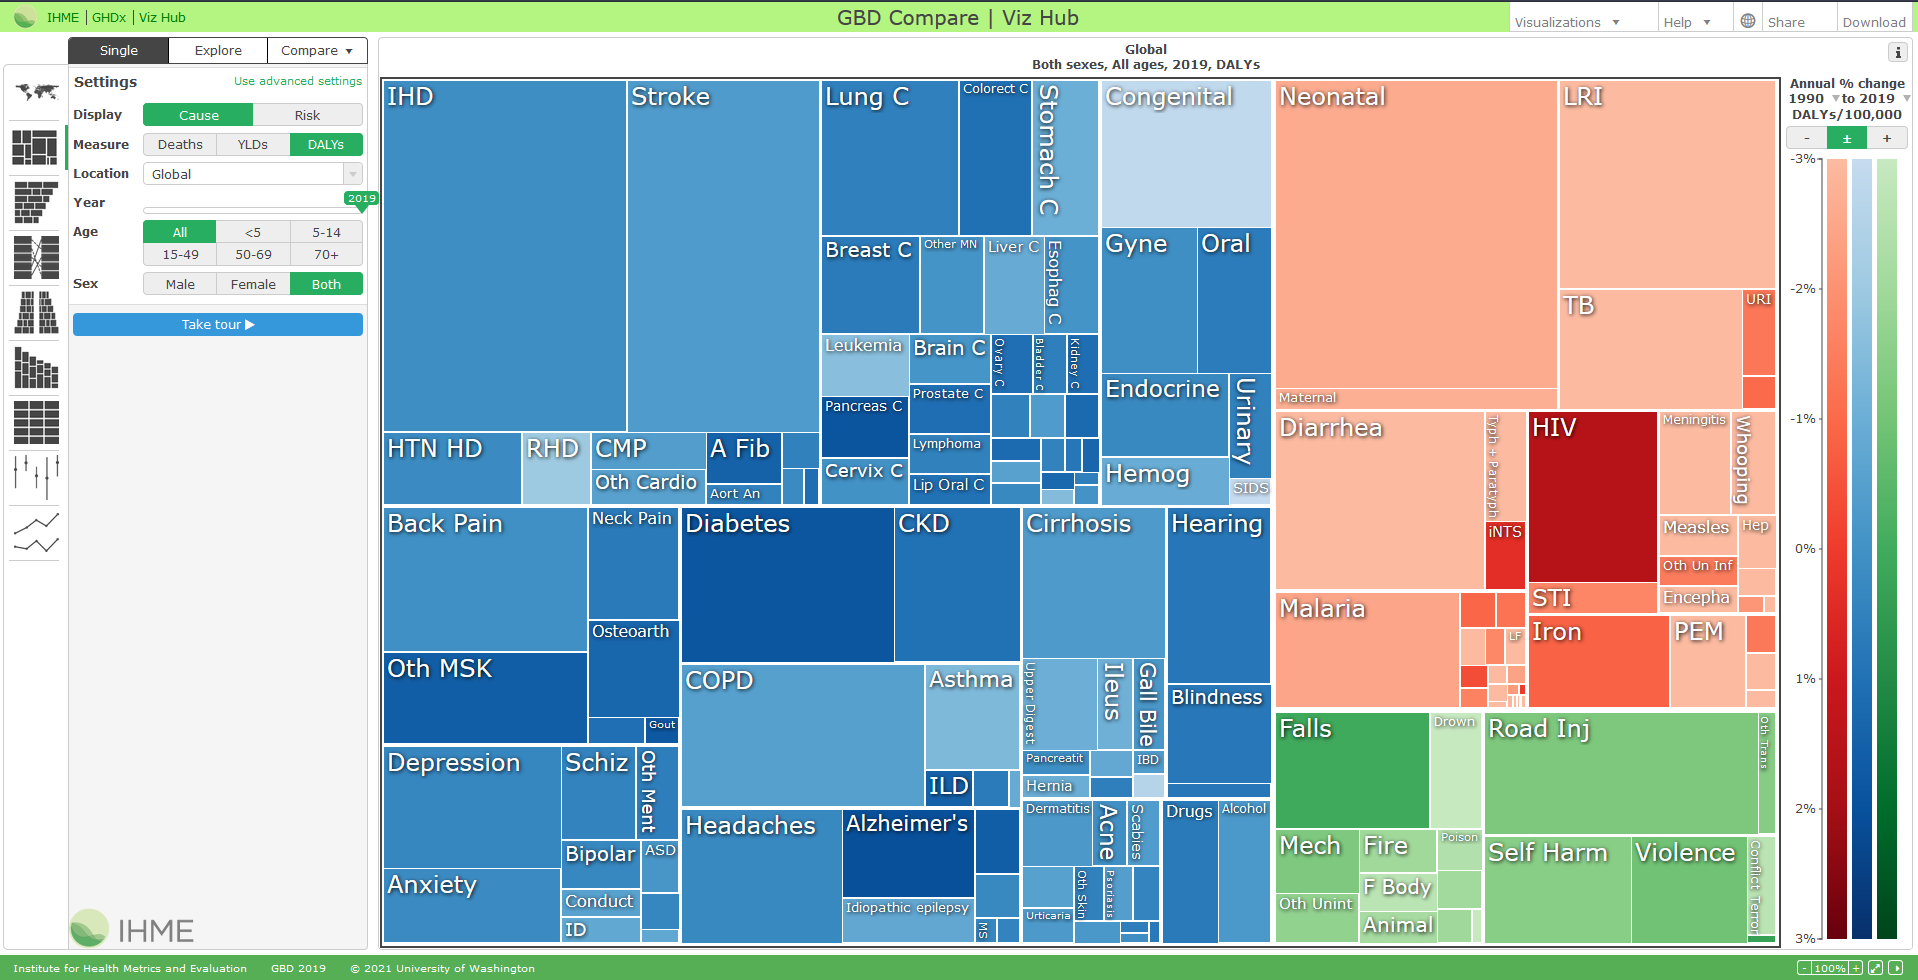 IHME | GHDx | Viz Hub
GBD Compare | Viz Hub
Visualizations
Help
Share
Download
Single
Explore
Compare
Settings
Use advanced settings
Display
Cause
Risk
Measure
Deaths
YLDs
DALYs
Location
Global
Year
2019
Age
All
<5
5-14
15-49
50-69
70+
Sex
Male
Female
Both
Take tour
IHME
Global
Both sexes, All ages, 2019, DALYs
IHD
Stroke
Lung C
Colorect C
Stomach C
Breast C
Other MN
Liver C
Esophag C
Leukemia
Brain C
Ovary C
Bladder C
Kidney C
Pancreas C
Prostate C
Lymphoma
Cervix C
Lip Oral C
HTN HD
RHD
CMP
Oth Cardio
A Fib
Aort An
Congenital
Gyne
Oral
Endocrine
Urinary
Hemog
SIDS
Back Pain
Neck Pain
Oth MSK
Osteoarth
Gout
Diabetes
CKD
Cirrhosis
Hearing
Blindness
COPD
Asthma
ILD
Upper Digest
Ileus
Gall Bile
Pancreatit
IBD
Hernia
Depression
Schiz
Oth Ment
Bipolar
ASD
Anxiety
Conduct
ID
Headaches
Alzheimer's
Idiopathic epilepsy
MS
Dermatitis
Acne
Scabies
Oth Skin
Psoriasis
Urticaria
Drugs
Alcohol
Neonatal
Maternal
LRI
TB
URI
Diarrhea
Typh + Paratyph
iNTS
HIV
STI
Meningitis
Whooping
Measles
Hep
Oth Un Inf
Encepha
Malaria
LF
Iron
PEM
Falls
Drown
Road Inj
Oth Trans
Mech
Fire
Poison
Oth Unint
F Body
Animal
Self Harm
Violence
Conflict Terror
Annual % change
1990 to 2019
DALYs/100,000
-
±
+
-3%
-2%
-1%
0%
1%
2%
3%
Institute for Health Metrics and Evaluation
GBD 2019
© 2021 University of Washington
- 100% +